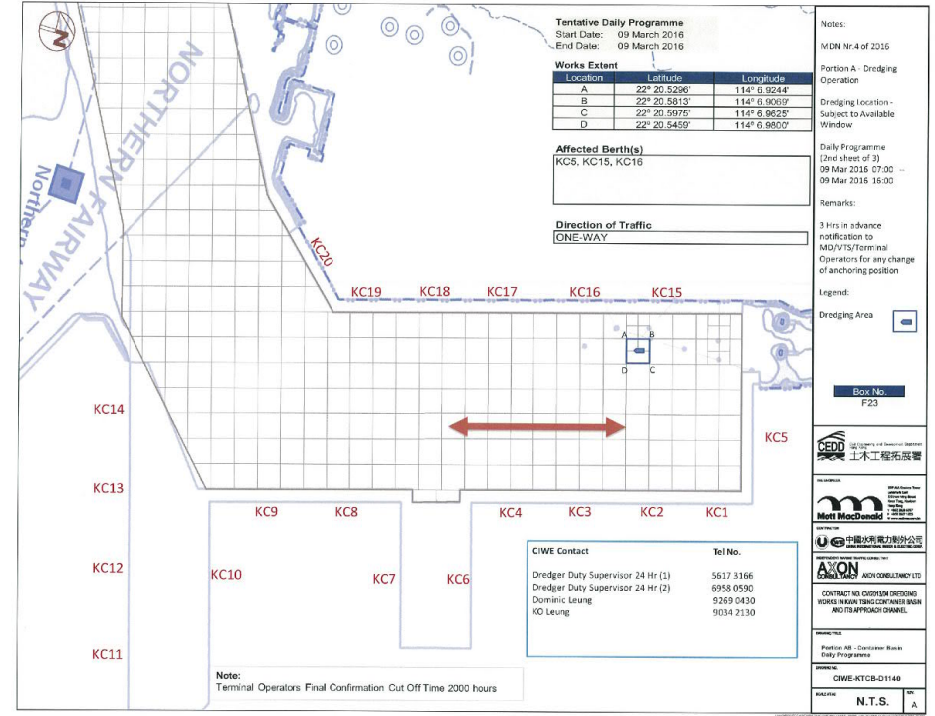 Tentative Daily Programme
Start Date: 09 March 2016
End Date: 09 March 2016
Works Extent
Location Latitude Longitude
A 22° 20.5296' 114° 6.9244'
B 22° 20.5813' 114° 6.9069'
C 22° 20.5975' 114° 6.9625'
D 22° 20.5459' 114° 6.9800'
Affected Berth(s)
KC5, KC15, KC16
Direction of Traffic
ONE-WAY
N
NORTHERN FAIRWAY
Northern
KC20
KC19 KC18 KC17 KC16 KC15
A B
D C
KC14
KC5
KC13
KC9 KC8 KC4 KC3 KC2 KC1
KC12
KC10
KC7 KC6
KC11
CIWE Contact Tel No.
Dredger Duty Supervisor 24 Hr (1) 5617 3166
Dredger Duty Supervisor 24 Hr (2) 6958 0590
Dominic Leung 9269 0430
KO Leung 9034 2130
Note:
Terminal Operators Final Confirmation Cut Off Time 2000 hours
Notes:
MDN Nr.4 of 2016
Portion A - Dredging
Operation
Dredging Location -
Subject to Available
Window
Daily Programme
(2nd sheet of 3)
09 Mar 2016 07:00 --
09 Mar 2016 16:00
Remarks:
3 Hrs in advance
notification to
MD/VTS/Terminal
Operators for any change
of anchoring position
Legend:
Dredging Area
Box No.
F23
CEDD
土木工程拓展署
Mott MacDonald
中國水利電力對外公司
AXON
CONSULTANCY AXON CONSULTANCY LTD
CONTRACT NO. CV/2013/04 DREDGING
WORKS IN KWAI TSING CONTAINER BASIN
AND ITS APPROACH CHANNEL
DRAWING TITLE
Portion AB - Container Basin
Daily Programme
DRAWING NO.
CIWE-KTCB-D1140
N.T.S.
A